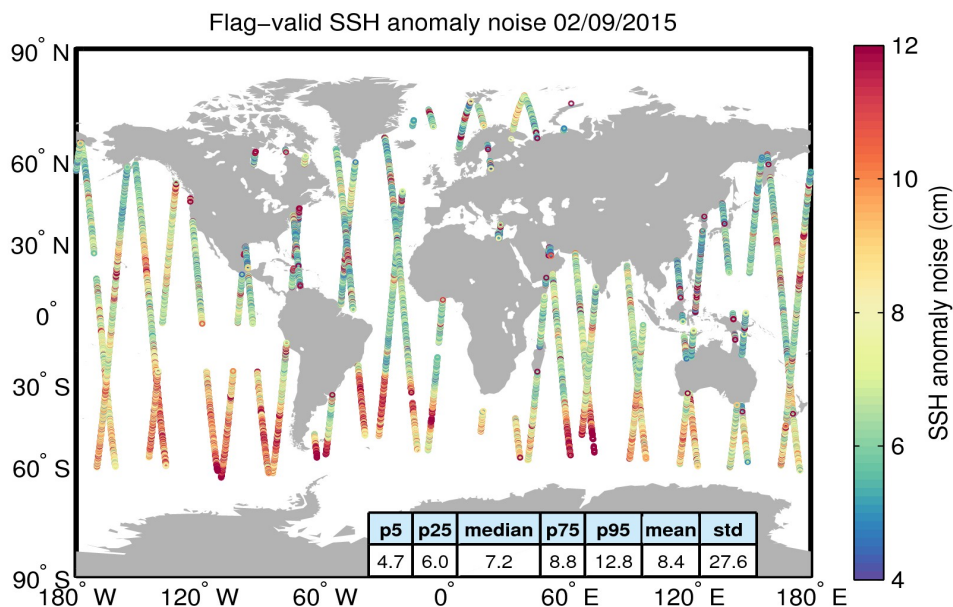 Flag−valid SSH anomaly noise 02/09/2015
90° N
60° N
30° N
0°
30° S
60° S
90° S
180° W 120° W 60° W 0° 60° E 120° E 180° E
p5 p25 median p75 p95 mean std
4.7 6.0 7.2 8.8 12.8 8.4 27.6
12
10
8
6
4
SSH anomaly noise (cm)